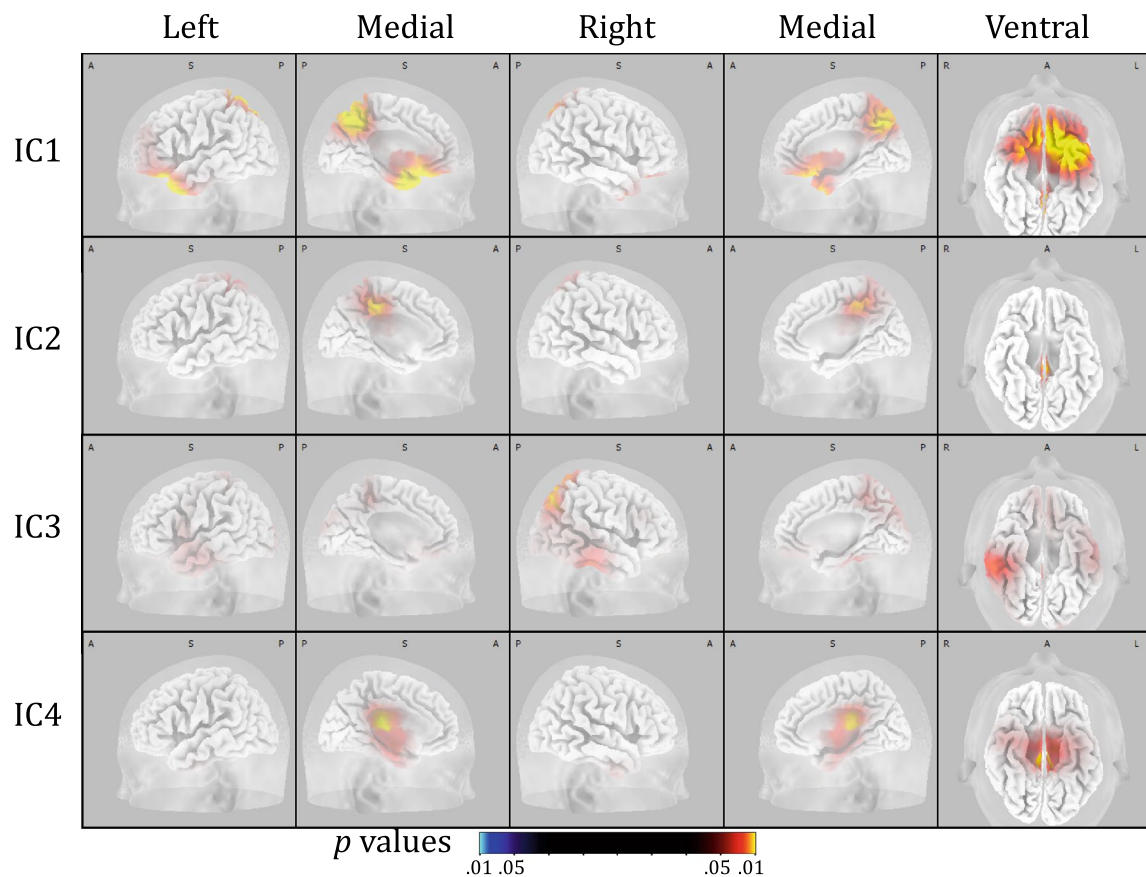 Left Medial Right Medial Ventral
A S P P S A P S A A S P R A L
IC1
A S P P S A P S A A S P R A L
IC2
A S P P S A P S A A S P R A L
IC3
A S P P S A P S A A S P R A L
IC4
p values
.01 .05 .05 .01